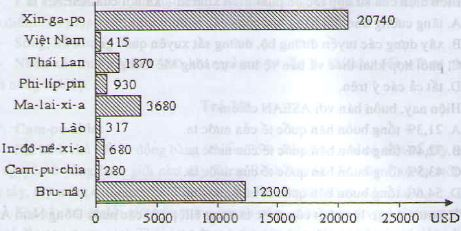 Xin-ga-po 20740
Việt Nam 415
Thái Lan 1870
Phi-líp-pin 930
Ma-lai-xi-a 3680
Lào 317
In-đô-nê-xi-a 680
Cam-pu-chia 280
Bru-nây 12300
0 5000 10000 15000 20000 25000 USD